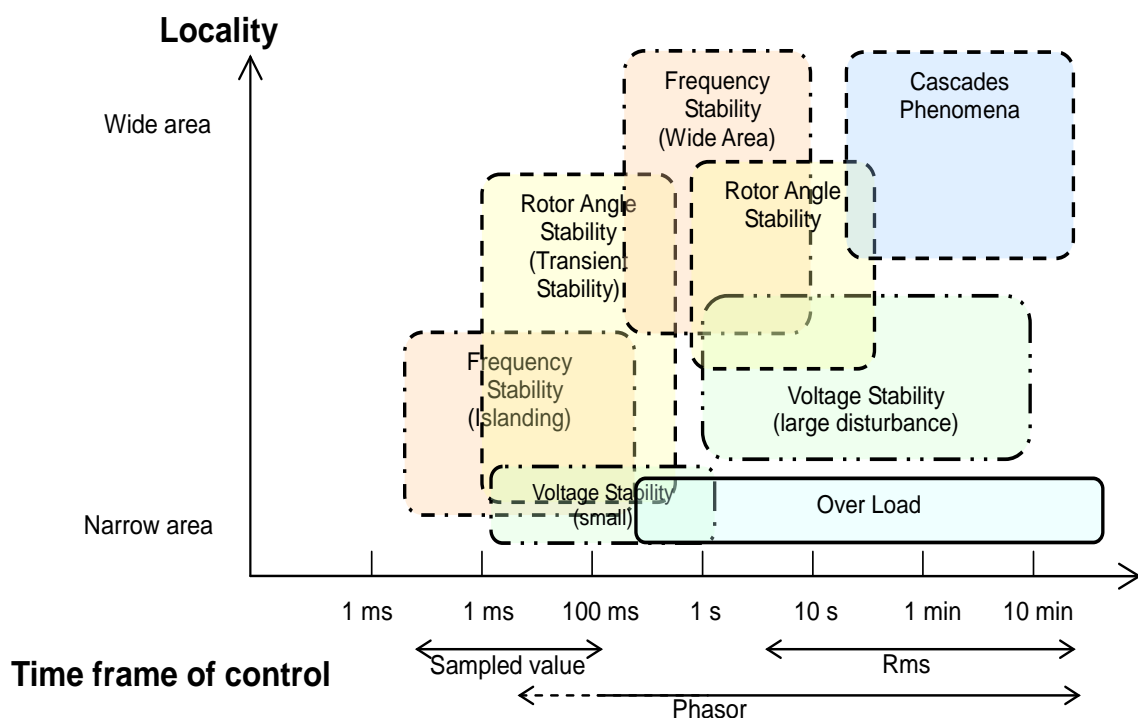 Locality
Wide area
Narrow area
Frequency
Stability
(Wide Area)
Cascades
Phenomena
Rotor Angle
Stability
(Transient
Stability)
Rotor Angle
Stability
Frequency
Stability
(Islanding)
Voltage Stability
(large disturbance)
Voltage Stability
(small)
Over Load
1 ms 1 ms 100 ms 1 s 10 s 1 min 10 min
Sampled value Rms
Time frame of control
Phasor